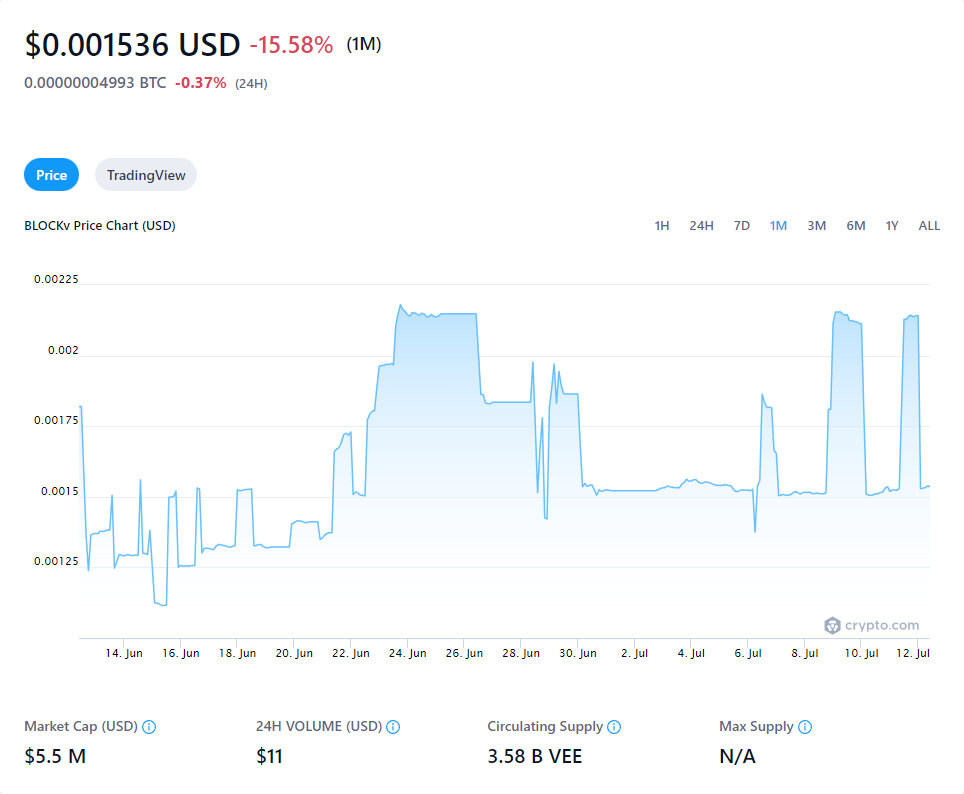 $0.001536 USD -15.58% (1M)
0.00000004993 BTC -0.37% (24H)
Price TradingView
BLOCKv Price Chart (USD) 1H 24H 7D 1M 3M 6M 1Y ALL
0.00225
0.002
0.00175
0.0015
0.00125
crypto.com
14. Jun 16. Jun 18. Jun 20. Jun 22. Jun 24. Jun 26. Jun 28. Jun 30. Jun 2. Jul 4. Jul 6. Jul 8. Jul 10. Jul 12. Jul
Market Cap (USD) 24H VOLUME (USD) Circulating Supply Max Supply
$5.5 M $11 3.58 B VEE N/A